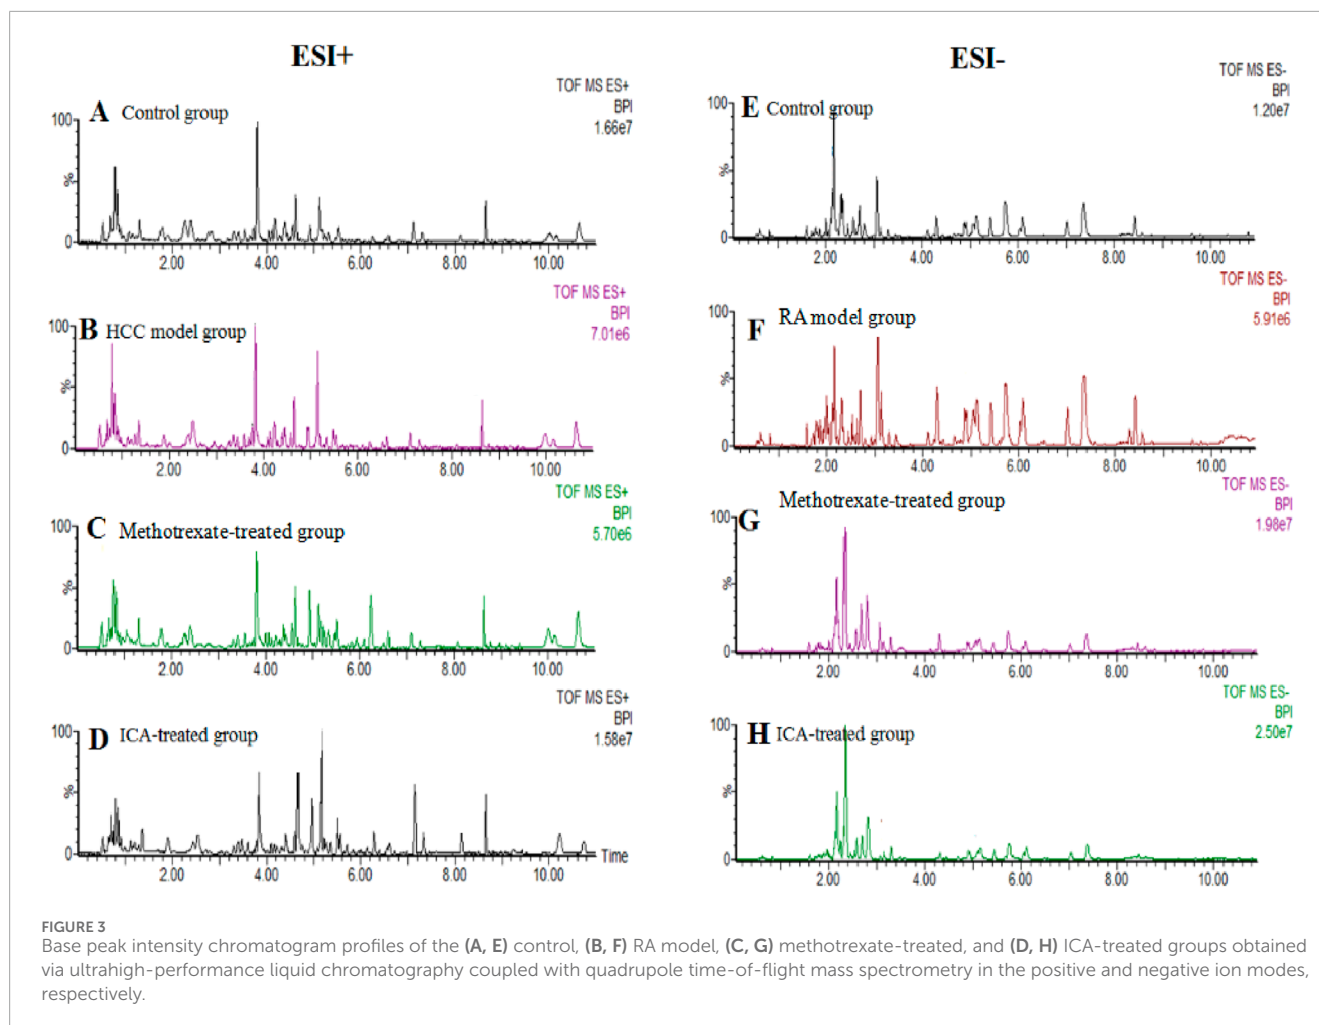 ESI+
ESI-
TOF MS ES+
BPI
1.66e7
A Control group
100
%
0
2.00 4.00 6.00 8.00 10.00
TOF MS ES+
BPI
7.01e6
B HCC model group
100
%
0
2.00 4.00 6.00 8.00 10.00
TOF MS ES+
BPI
5.70e6
C Methotrexate-treated group
100
%
0
2.00 4.00 6.00 8.00 10.00
TOF MS ES+
BPI
1.58e7
D ICA-treated group
100
%
0
2.00 4.00 6.00 8.00 10.00
Time
TOF MS ES-
BPI
1.20e7
E Control group
100
%
0
2.00 4.00 6.00 8.00 10.00
TOF MS ES-
BPI
5.91e6
F RA model group
100
%
0
2.00 4.00 6.00 8.00 10.00
TOF MS ES-
BPI
1.98e7
G Methotrexate-treated group
100
%
0
2.00 4.00 6.00 8.00 10.00
TOF MS ES-
BPI
2.50e7
H ICA-treated group
100
%
0
2.00 4.00 6.00 8.00 10.00
FIGURE 3
Base peak intensity chromatogram profiles of the (A, E) control, (B, F) RA model, (C, G) methotrexate-treated, and (D, H) ICA-treated groups obtained
via ultrahigh-performance liquid chromatography coupled with quadrupole time-of-flight mass spectrometry in the positive and negative ion modes,
respectively.